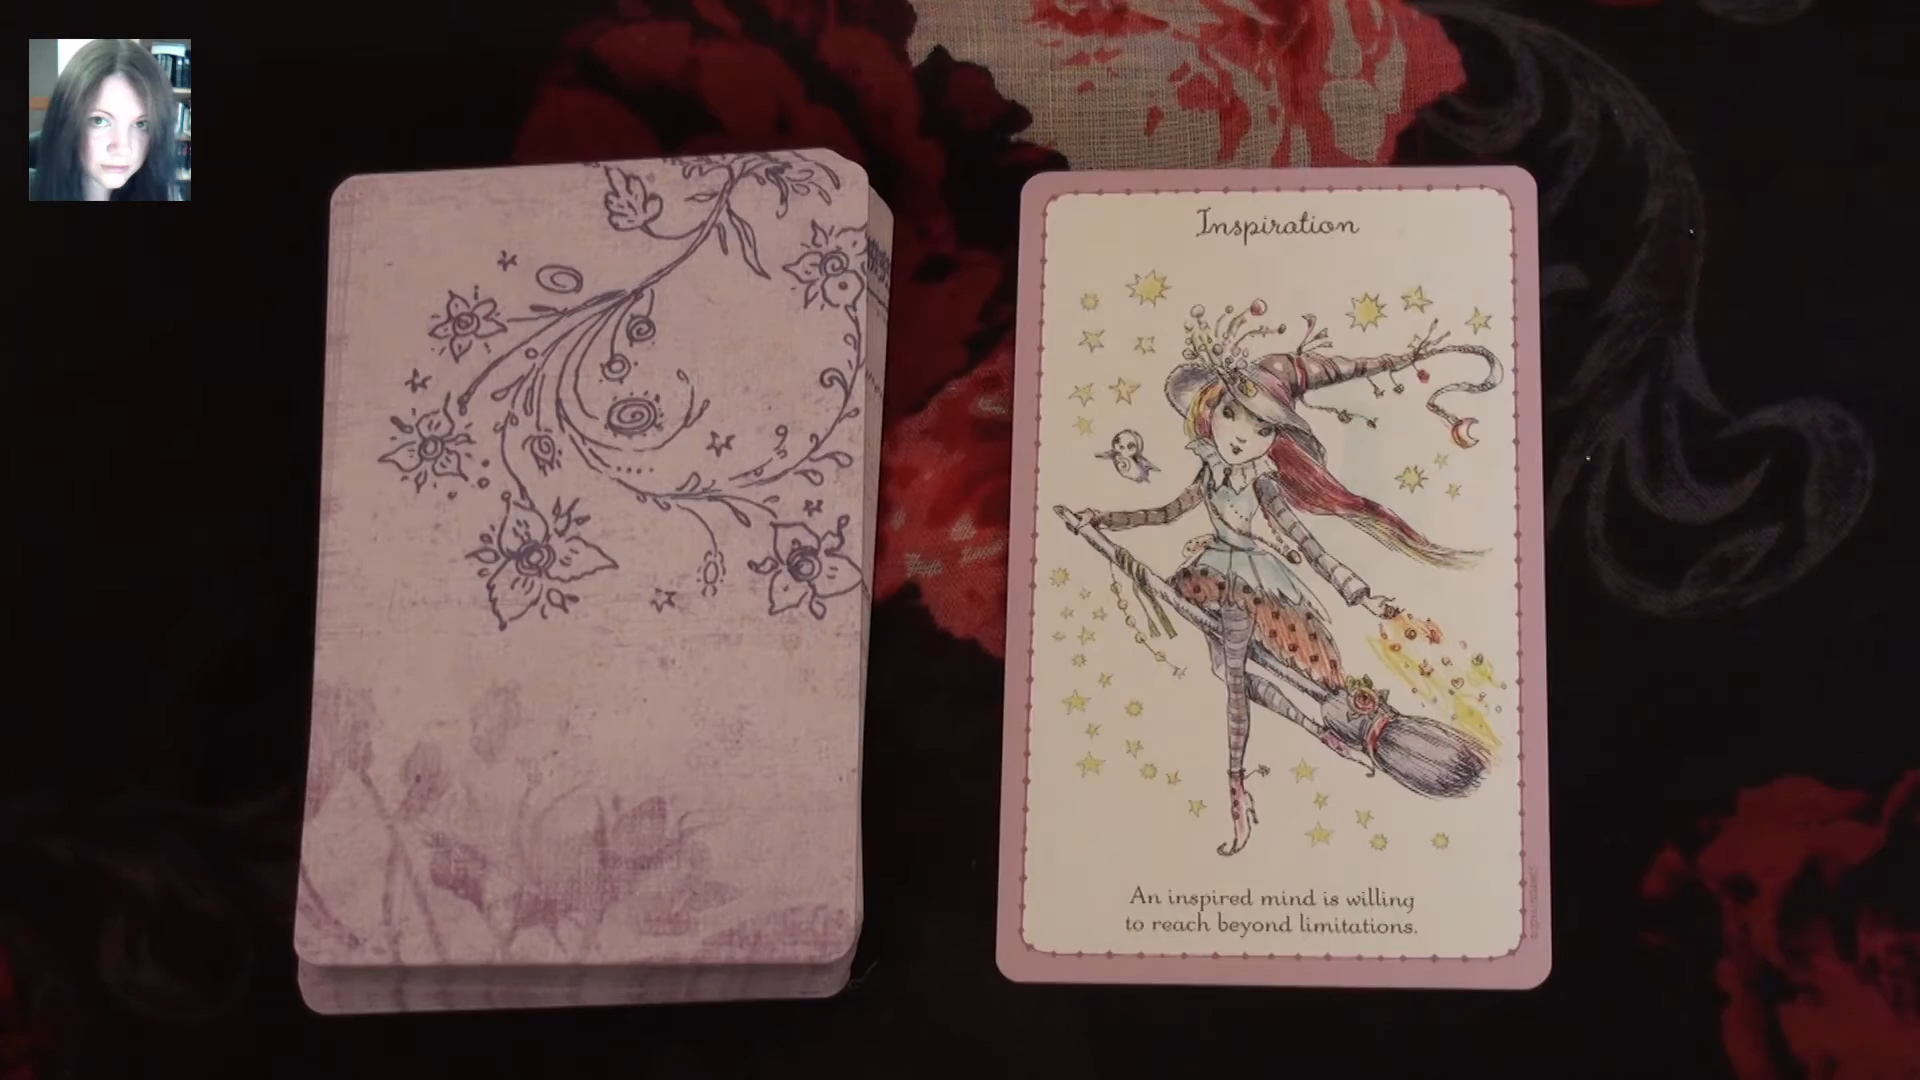 Inspiration
An inspired mind is willing
to reach beyond limitations.